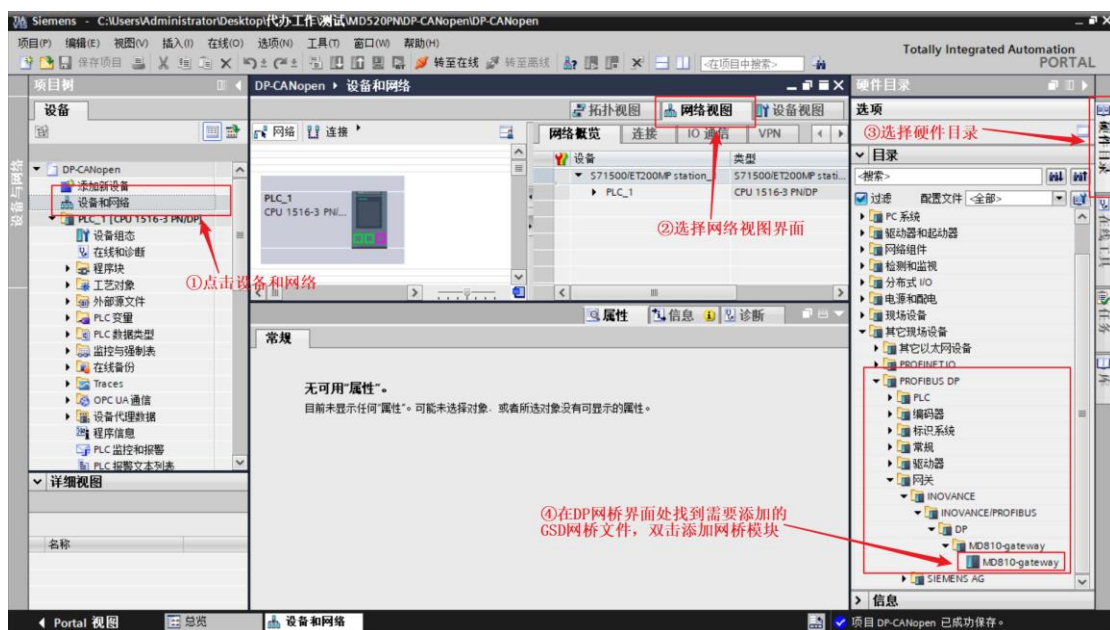 Siemens - C:\Users\Administrator\Desktop\代办工作\测试\MD520PN\DP-CANopen\DP-CANopen
项目(P) 编辑(E) 视图(V) 插入(I) 在线(O) 选项(N) 工具(T) 窗口(W) 帮助(H)
Totally Integrated Automation
PORTAL
保存项目 转至在线 转至离线 <在项目中搜索>
项目树
DP-CANopen 设备和网络
硬件目录
设备
拓扑视图 网络视图 设备视图
选项
网络 连接
网络概览 连接 IO 通信 VPN
③选择硬件目录
目录
设备 类型
S71500/ET200MP station_1 S71500/ET200MP stati...
PLC_1 CPU 1516-3 PN/DP
②选择网络视图界面
DP-CANopen
添加新设备
设备和网络
PLC_1 [CPU 1516-3 PN/DP]
设备组态
在线和诊断
程序块
工艺对象
外部源文件
PLC 变量
PLC 数据类型
监控与强制表
在线备份
Traces
OPC UA 通信
设备代理数据
程序信息
PLC 监控和报警
PLC 报警文本列表
①点击设备和网络
PLC_1
CPU 1516-3 PN/...
属性 信息 诊断
常规
无可用"属性"。
目前未显示任何"属性"。可能未选择对象，或者所选对象没有可显示的属性。
<搜索>
过滤 配置文件 <全部>
PC 系统
驱动器和起动器
网络组件
检测和监视
分布式 I/O
电源和配电
现场设备
其它现场设备
其它以太网设备
PROFINET IO
PROFIBUS DP
PLC
编码器
标识系统
常规
驱动器
网关
INOVANCE
INOVANCE/PROFIBUS
DP
MD810-gateway
MD810-gateway
SIEMENS AG
④在DP网桥界面处找到需要添加的
GSD网桥文件，双击添加网桥模块
详细视图
名称
信息
设备与网络
硬件目录
在线工具
任务
库
Portal 视图 总览 设备和网络
项目 DP-CANopen 已成功保存。